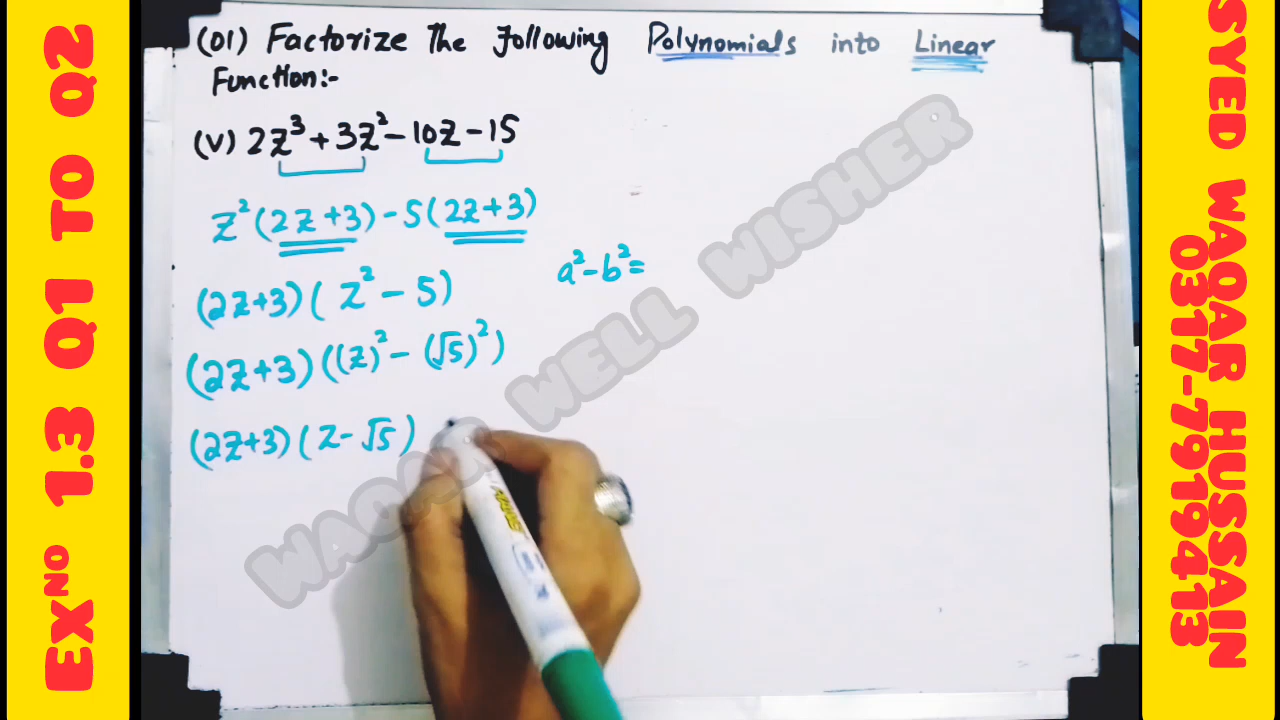 EXNO 1.3 Q1 TO Q2
(01) Factorize The Following Polynomials into Linear
Function:-
(V) 2z³ + 3z² - 10z - 15
z²(2z+3) - 5(2z+3)
a² - b² =
(2z+3)(z² - 5)
(2z+3)((z)² - (√5)²)
(2z+3)(z-√5)
WAQAR WELL WISHER
SYED WAQAR HUSSAIN
0317-7919413